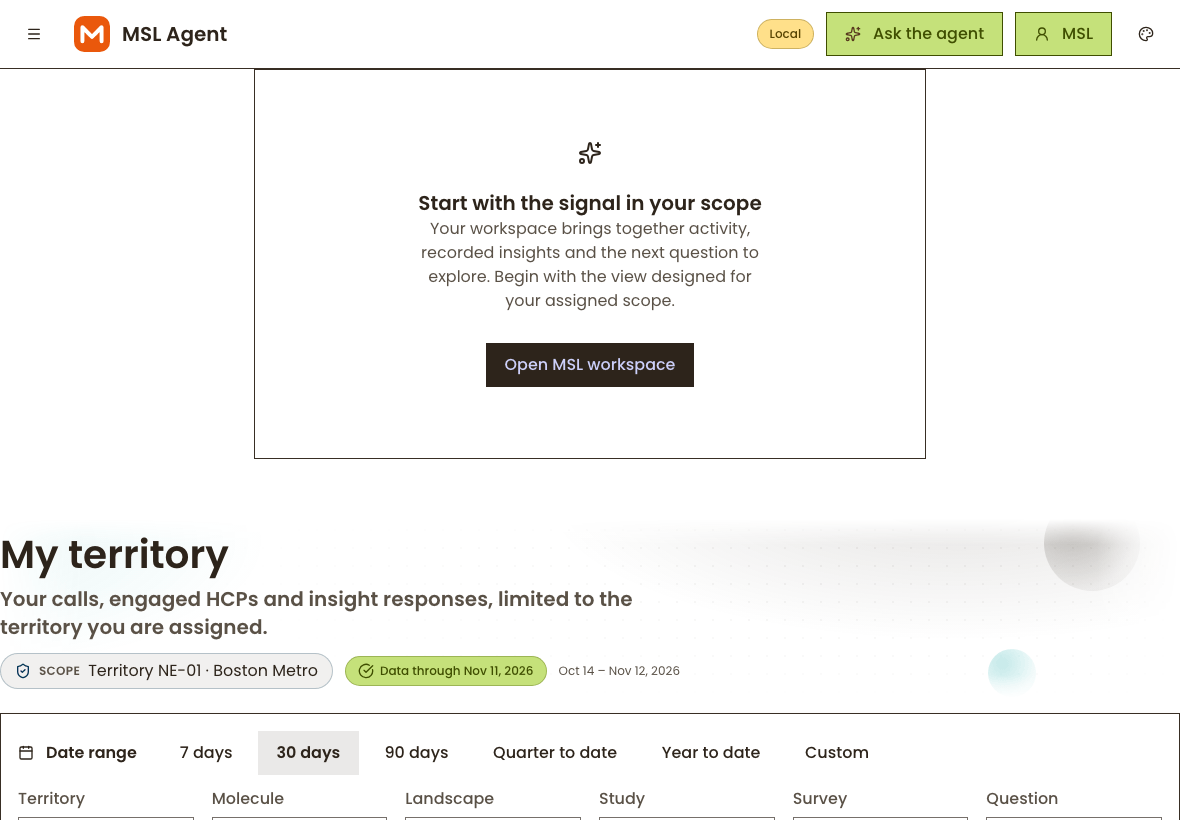 MSL Agent
Local
Ask the agent
MSL
Start with the signal in your scope
Your workspace brings together activity,
recorded insights and the next question to
explore. Begin with the view designed for
your assigned scope.
Open MSL workspace
My territory
Your calls, engaged HCPs and insight responses, limited to the
territory you are assigned.
SCOPE Territory NE-01 · Boston Metro
Data through Nov 11, 2026
Oct 14 – Nov 12, 2026
Date range
7 days
30 days
90 days
Quarter to date
Year to date
Custom
Territory
Molecule
Landscape
Study
Survey
Question